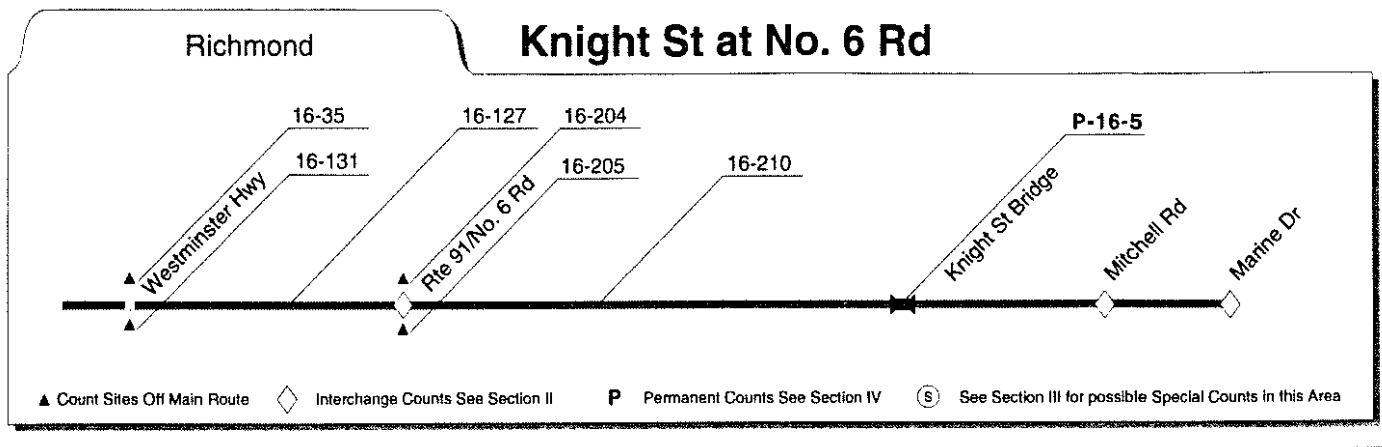 Richmond
Knight St at No. 6 Rd
16-35
16-127
16-204
P-16-5
16-131
16-205
16-210
Westminster Hwy
Rte 91/No. 6 Rd
Knight St Bridge
Mitchell Rd
Marine Dr
Count Sites Off Main Route
Interchange Counts See Section II
P Permanent Counts See Section IV
S See Section III for possible Special Counts in this Area